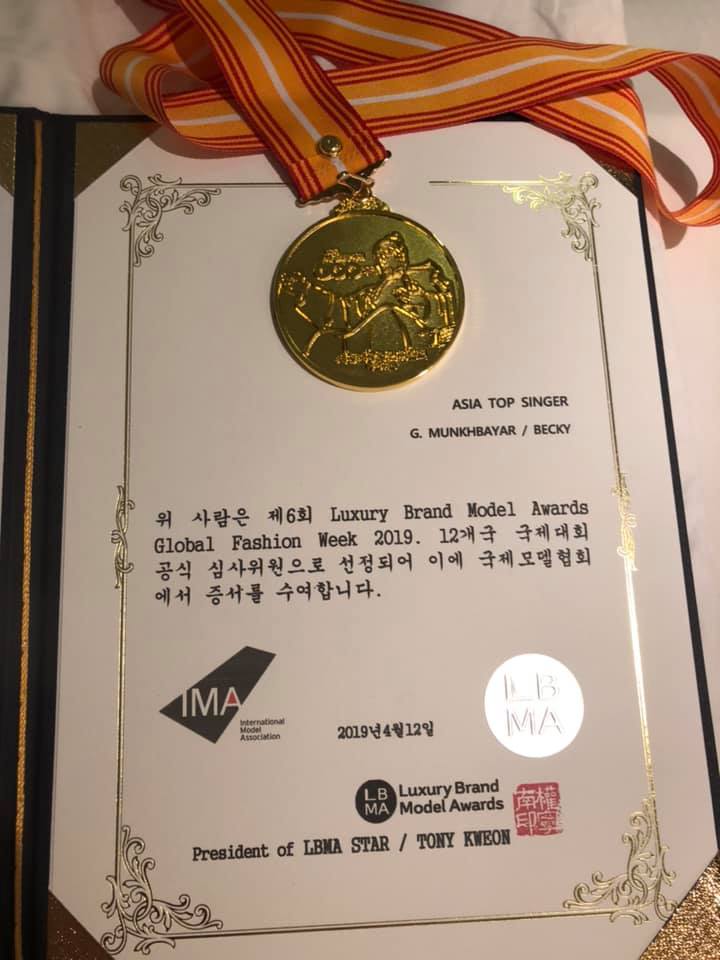 ASIA TOP SINGER
G. MUNKHBAYAR / BECKY
위 사람은 제6회 Luxury Brand Model Awards
Global Fashion Week 2019. 12개국 국제대회
공식 심사위원으로 선정되어 이에 국제모델협회
에서 증서를 수여합니다.
IMA
International
Model
Association
2019년4월12일
LB
MA
LB
MA
Luxury Brand
Model Awards
President of LBMA STAR / TONY KWEON